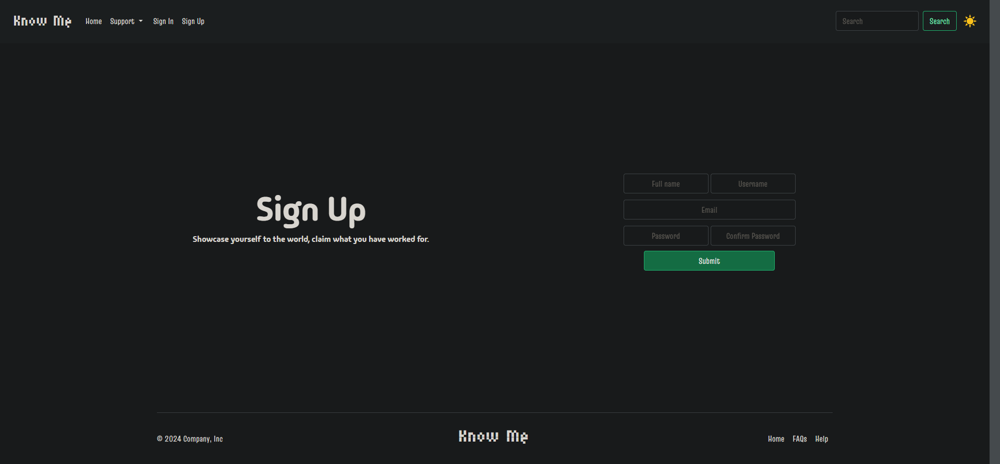 Know Me Home Support Sign In Sign Up Search Search
Full name Username
Email
Sign Up
Showcase yourself to the world, claim what you have worked for.
Password Confirm Password
Submit
© 2024 Company, Inc Know Me Home FAQs Help